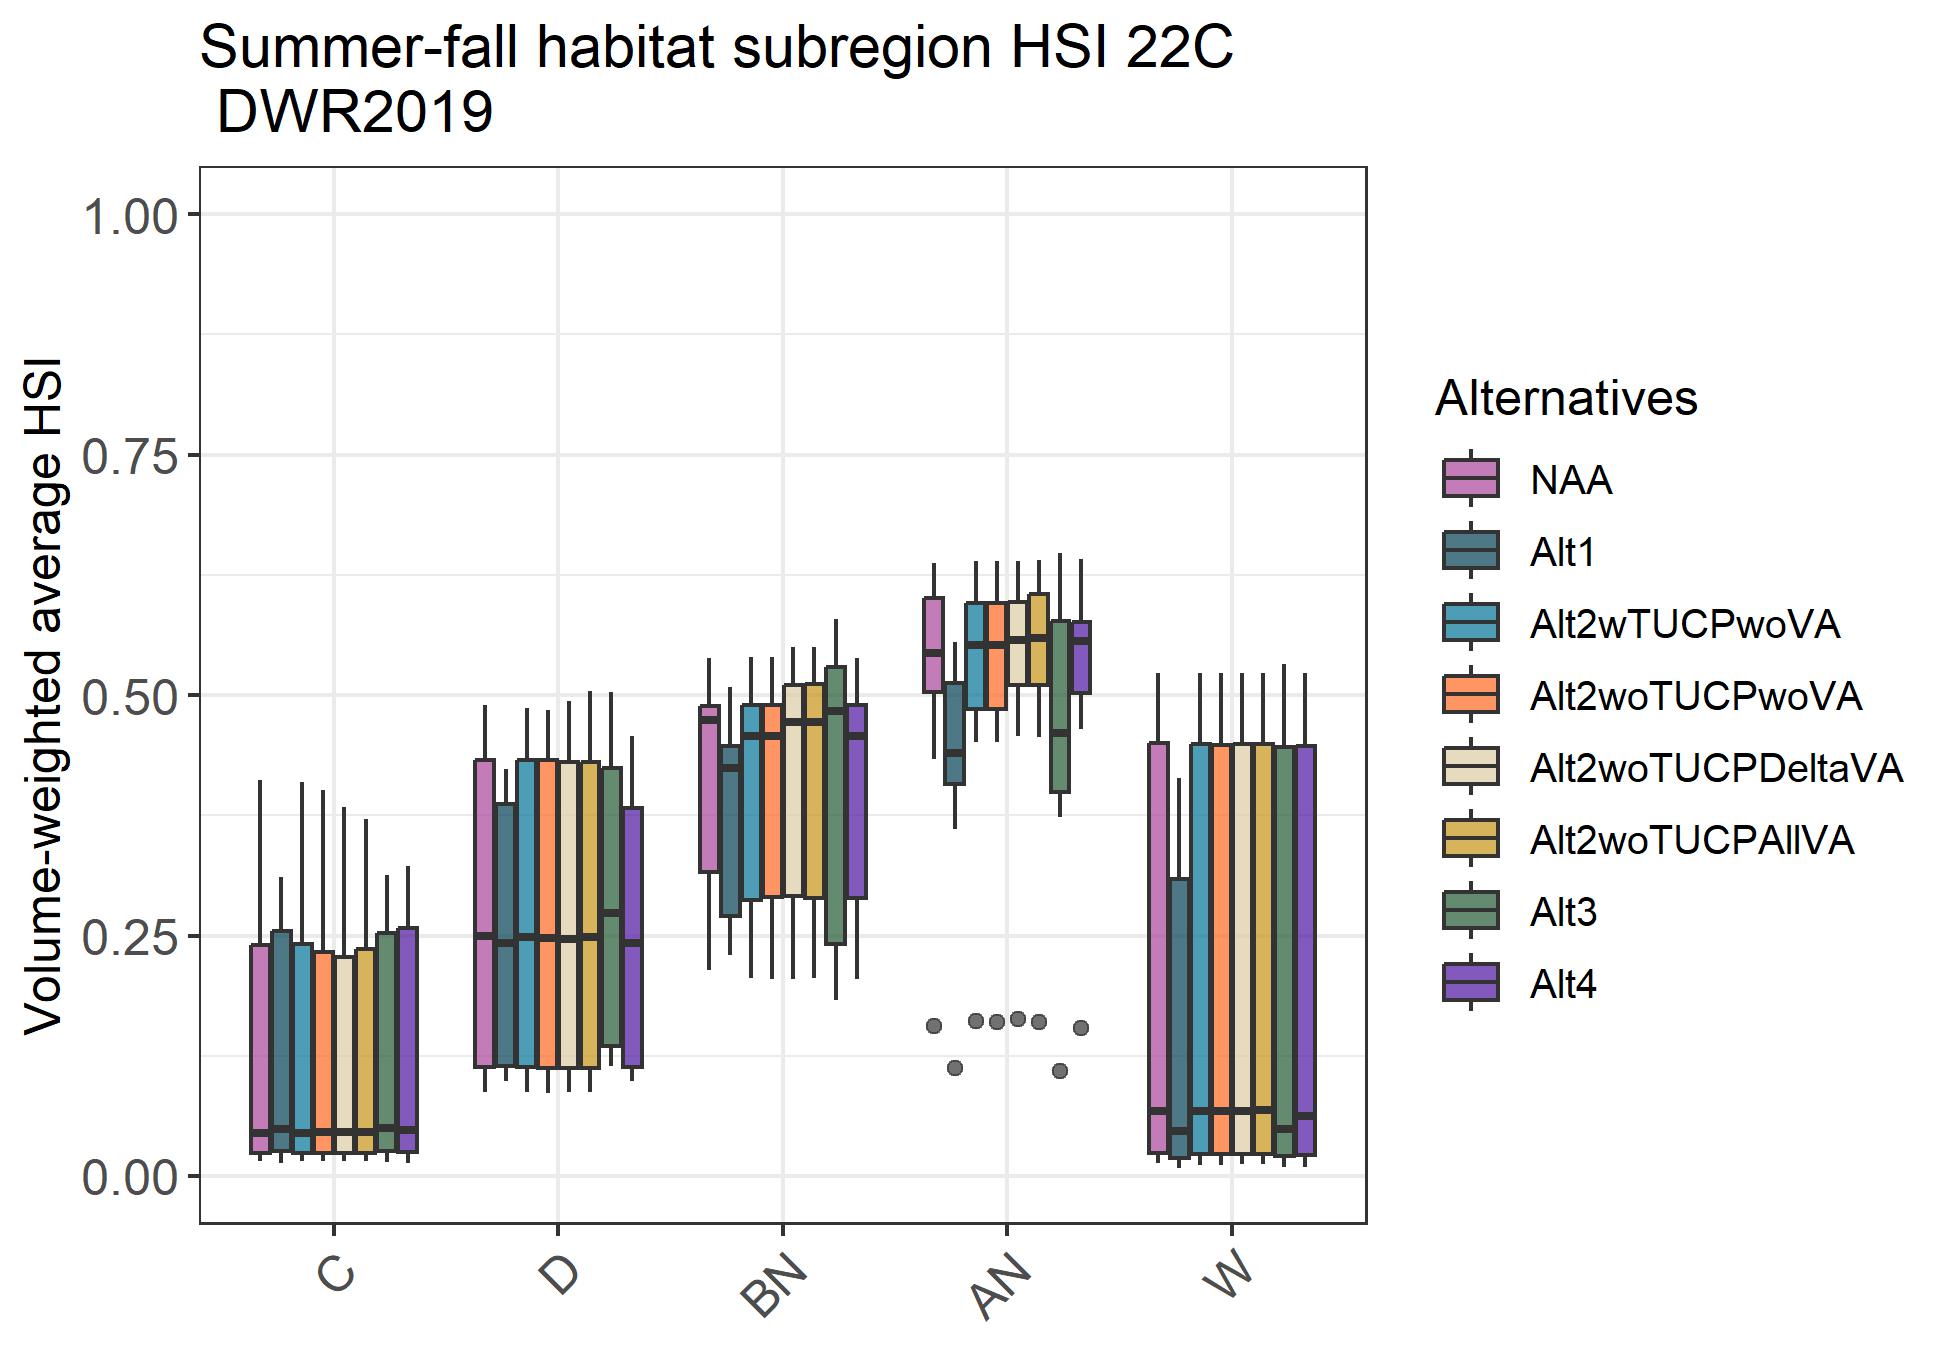 Summer-fall habitat subregion HSI 22C
DWR2019
Volume-weighted average HSI
1.00
0.75
0.50
0.25
0.00
C
D
BN
AN
W
Alternatives
NAA
Alt1
Alt2wTUCPwoVA
Alt2woTUCPwoVA
Alt2woTUCPDeltaVA
Alt2woTUCPAllVA
Alt3
Alt4